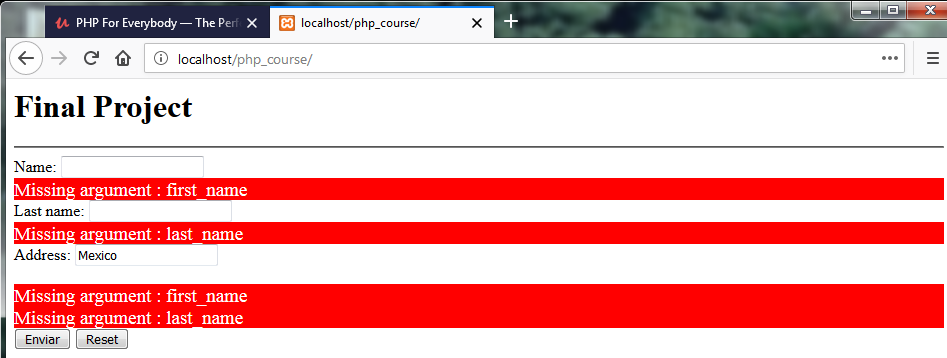 PHP For Everybody — The Perf
localhost/php_course/
localhost/php_course/
Final Project
Name:
Missing argument : first_name
Last name:
Missing argument : last_name
Address: Mexico
Missing argument : first_name
Missing argument : last_name
Enviar Reset